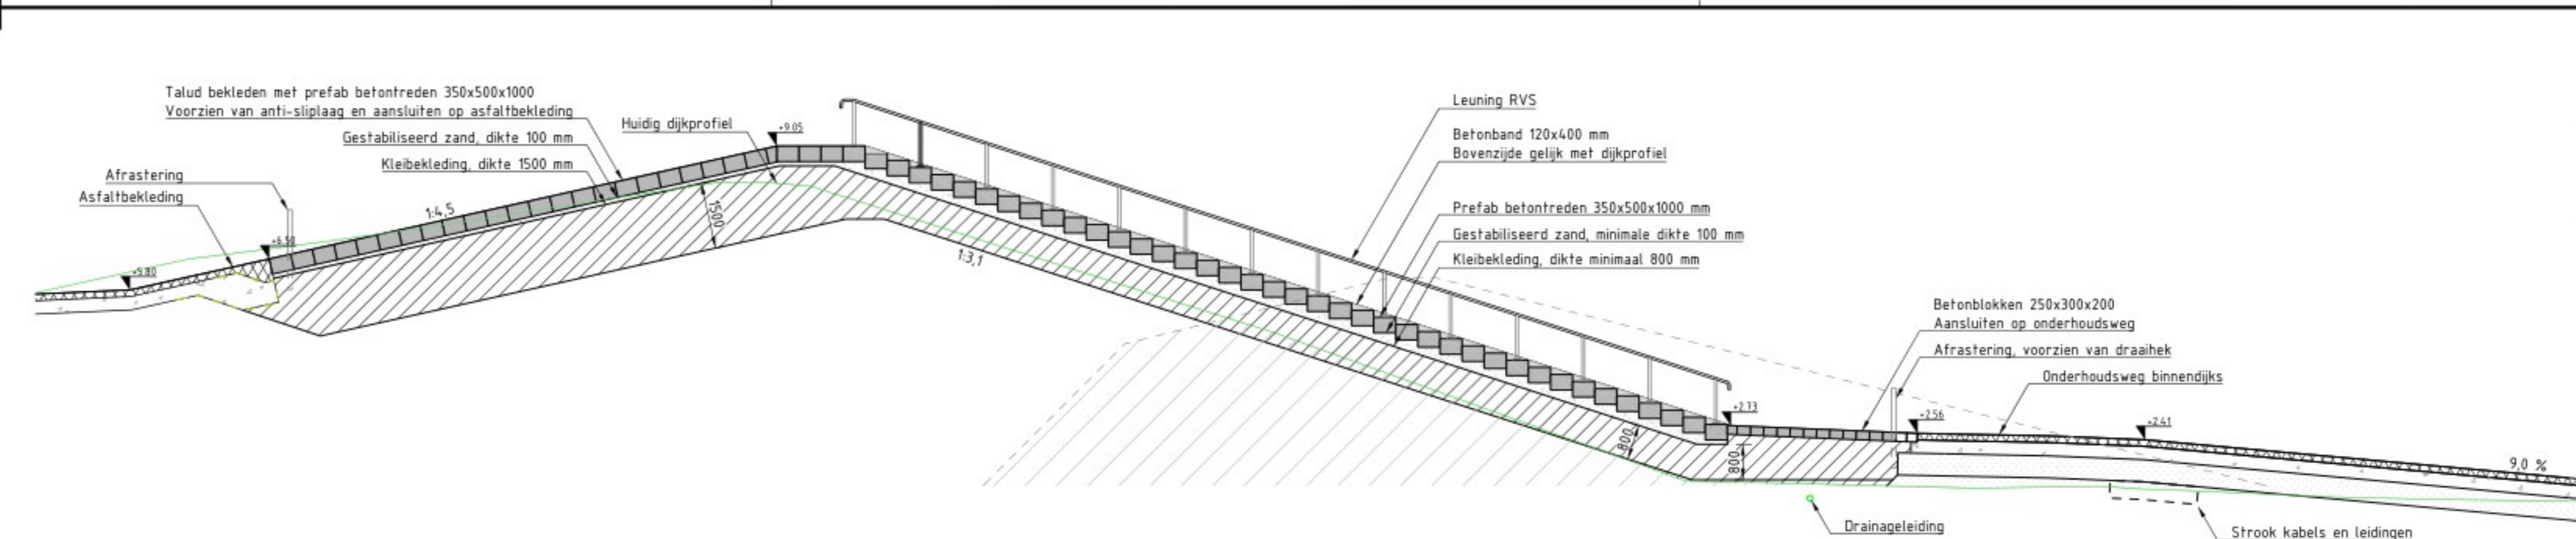 Talud bekleden met prefab betontreden 350x500x1000
Voorzien van anti-sliplaag en aansluiten op asfaltbekleding
Gestabiliseerd zand, dikte 100 mm
Kleibekleding, dikte 1500 mm
Afrastering
Asfaltbekleding
Huidig dijkprofiel
+9.05
+6.50
+5.80
1:4,5
1500
1:3,1
Leuning RVS
Betonband 120x400 mm
Bovenzijde gelijk met dijkprofiel
Prefab betontreden 350x500x1000 mm
Gestabiliseerd zand, minimale dikte 100 mm
Kleibekleding, dikte minimaal 800 mm
Betonblokken 250x300x200
Aansluiten op onderhoudsweg
Afrastering, voorzien van draaihek
Onderhoudsweg binnendijks
+2.73
+2.56
+2.41
800
800
9,0 %
Drainageleiding
Strook kabels en leidingen